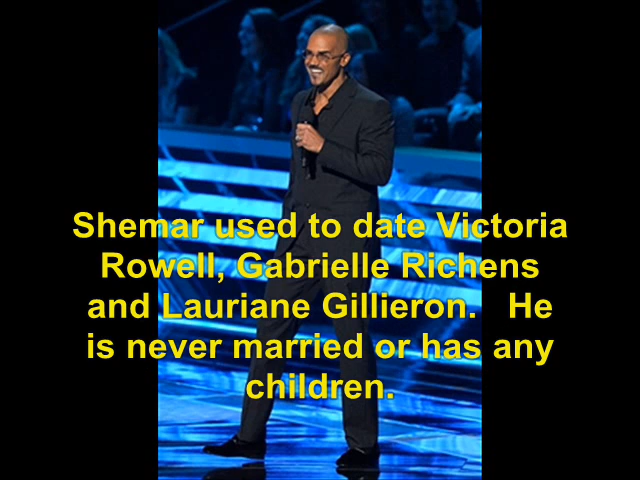 Shemar used to date Victoria
Rowell, Gabrielle Richens
and Lauriane Gillieron.   He
is never married or has any
children.